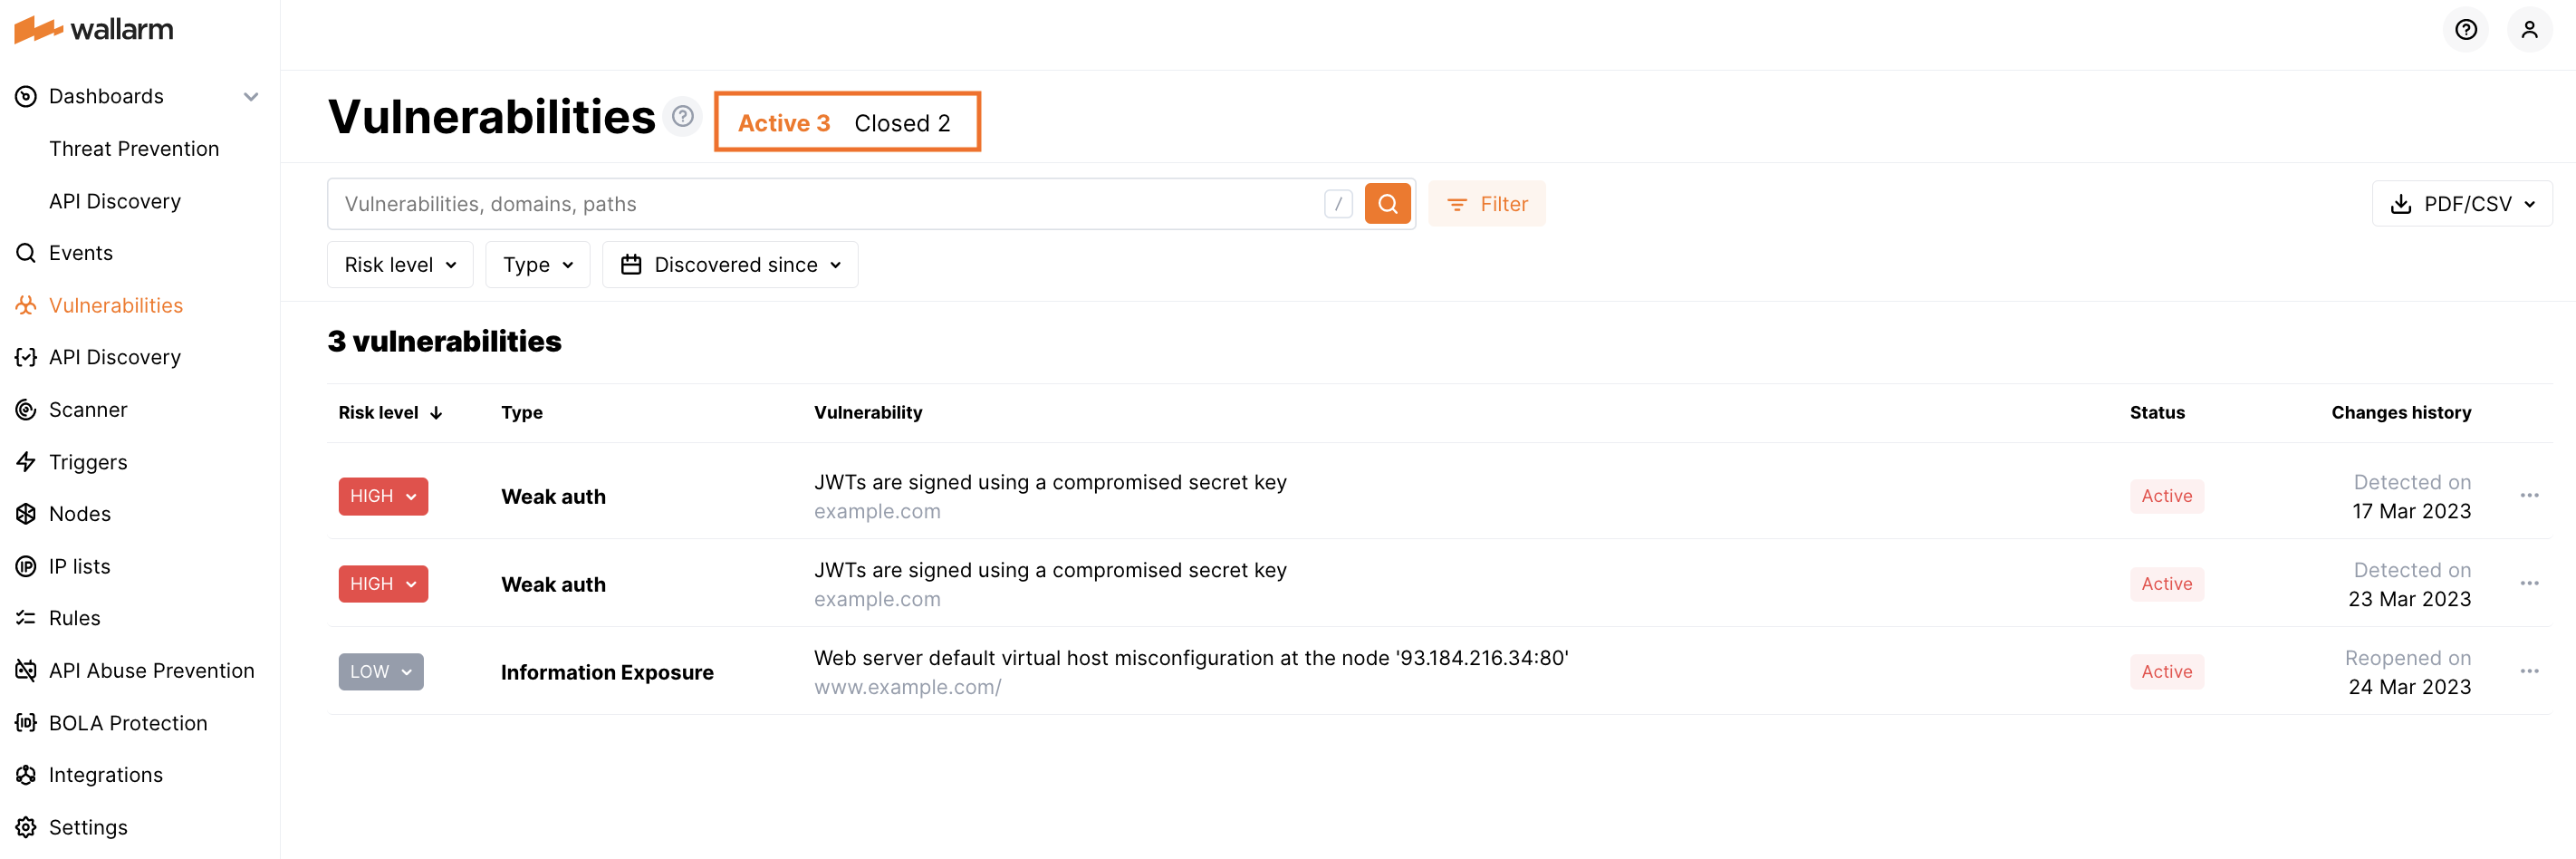 wallarm
Dashboards
Threat Prevention
API Discovery
Events
Vulnerabilities
API Discovery
Scanner
Triggers
Nodes
IP lists
Rules
API Abuse Prevention
BOLA Protection
Integrations
Settings
Vulnerabilities ? Active 3 Closed 2
Vulnerabilities, domains, paths / Filter PDF/CSV
Risk level Type Discovered since
3 vulnerabilities
Risk level Type Vulnerability Status Changes history
HIGH Weak auth JWTs are signed using a compromised secret key Active Detected on
example.com 17 Mar 2023
HIGH Weak auth JWTs are signed using a compromised secret key Active Detected on
example.com 23 Mar 2023
LOW Information Exposure Web server default virtual host misconfiguration at the node '93.184.216.34:80' Active Reopened on
www.example.com/ 24 Mar 2023